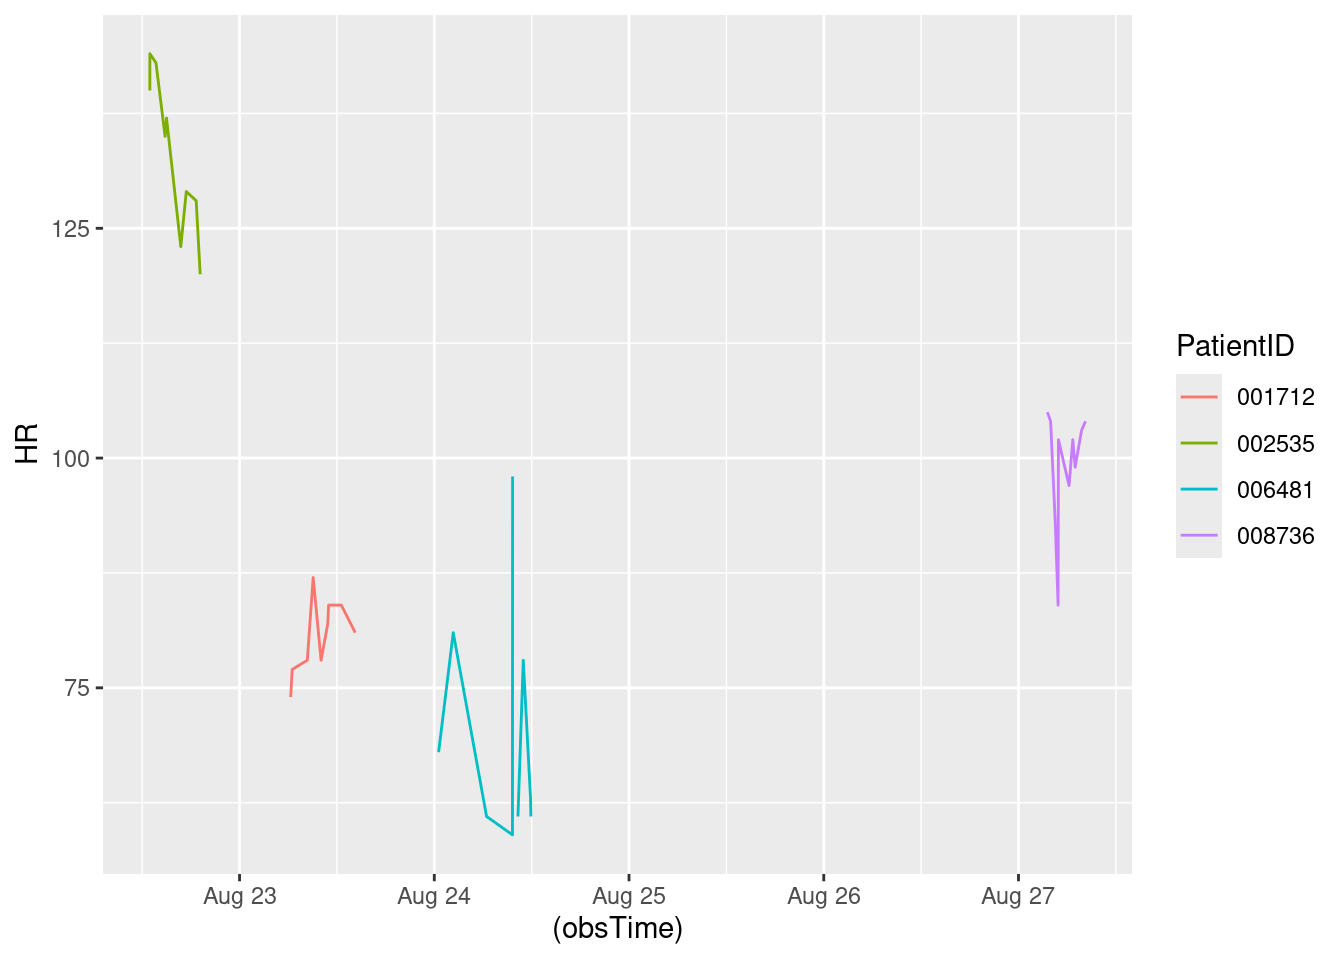 125
100
75
HR
Aug 23
Aug 24
Aug 25
Aug 26
Aug 27
(obsTime)
PatientID
001712
002535
006481
008736